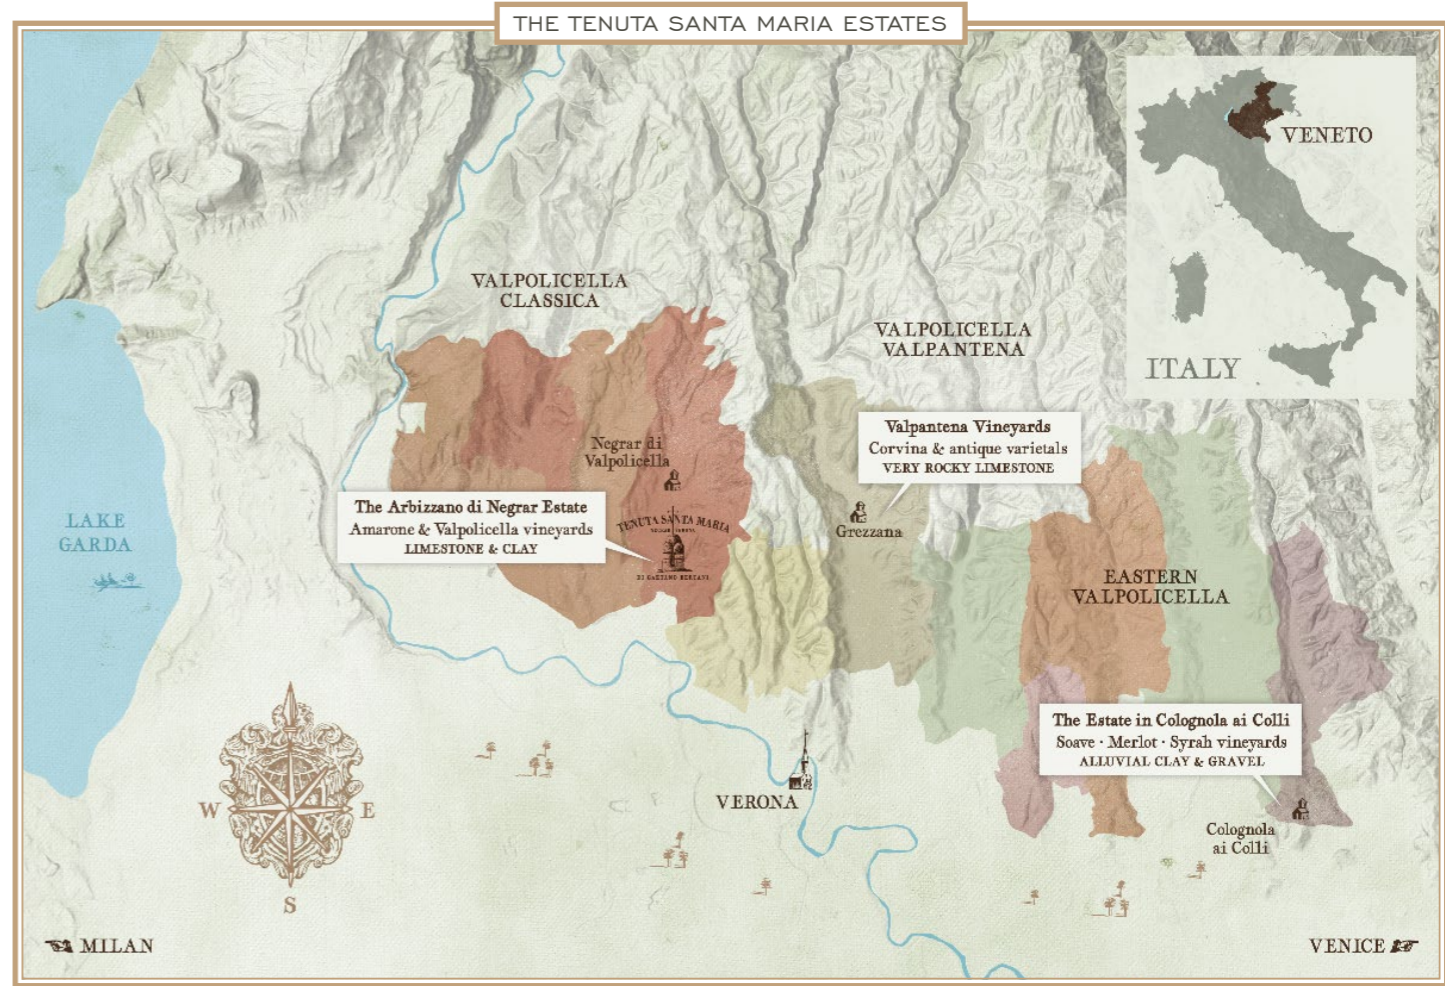 THE TENUTA SANTA MARIA ESTATES
VENETO
ITALY
VALPOLICELLA
CLASSICA
VALPOLICELLA
VALPANTENA
Negrar di
Valpolicella
Valpantena Vineyards
Corvina & antique varietals
VERY ROCKY LIMESTONE
The Arbizzano di Negrar Estate
Amarone & Valpolicella vineyards
LIMESTONE & CLAY
TENUTA SANTA MARIA
DI GAETANO BERTANI
Grezzana
LAKE
GARDA
EASTERN
VALPOLICELLA
The Estate in Colognola ai Colli
Soave · Merlot · Syrah vineyards
ALLUVIAL CLAY & GRAVEL
VERONA
Colognola
ai Colli
W
E
S
MILAN
VENICE